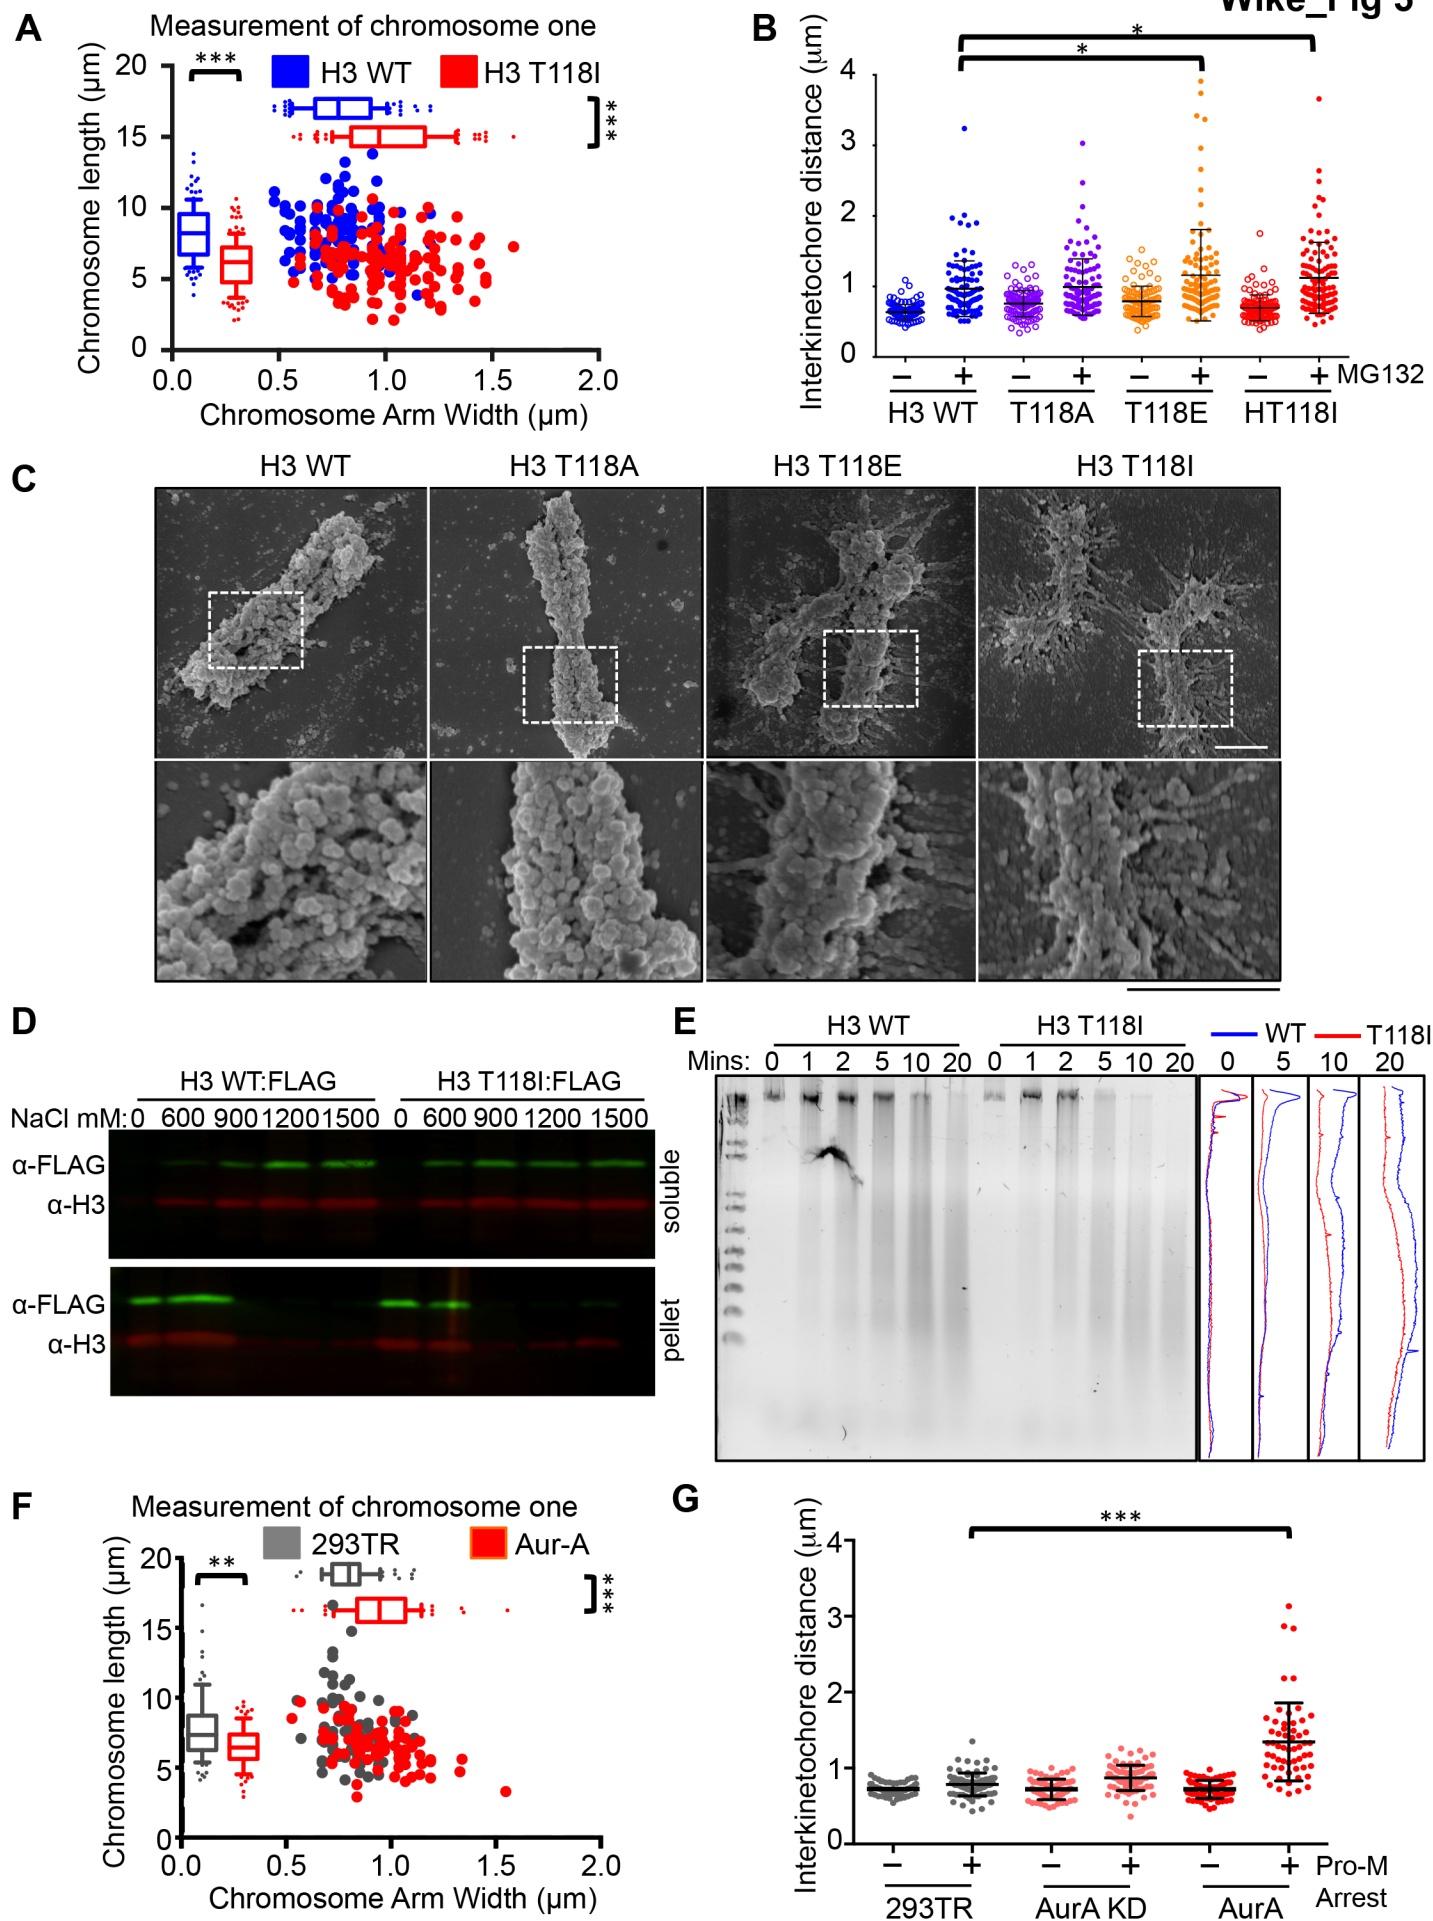 Wike_Fig 5
A
Measurement of chromosome one
H3 WT
H3 T118I
***
***
Chromosome length (µm)
20
15
10
5
0
0.0 0.5 1.0 1.5 2.0
Chromosome Arm Width (µm)
B
Interkinetochore distance (µm)
*
*
4
3
2
1
0
− + − + − + − + MG132
H3 WT T118A T118E HT118I
C
H3 WT H3 T118A H3 T118E H3 T118I
D
H3 WT:FLAG H3 T118I:FLAG
NaCl mM: 0 600 900 1200 1500 0 600 900 1200 1500
α-FLAG
α-H3
soluble
α-FLAG
α-H3
pellet
E
H3 WT H3 T118I
Mins: 0 1 2 5 10 20 0 1 2 5 10 20
WT T118I
0 5 10 20
F
Measurement of chromosome one
293TR
Aur-A
**
***
Chromosome length (µm)
20
15
10
5
0
0.0 0.5 1.0 1.5 2.0
Chromosome Arm Width (µm)
G
Interkinetochore distance (µm)
***
4
3
2
1
0
− + − + − + Pro-M
Arrest
293TR AurA KD AurA